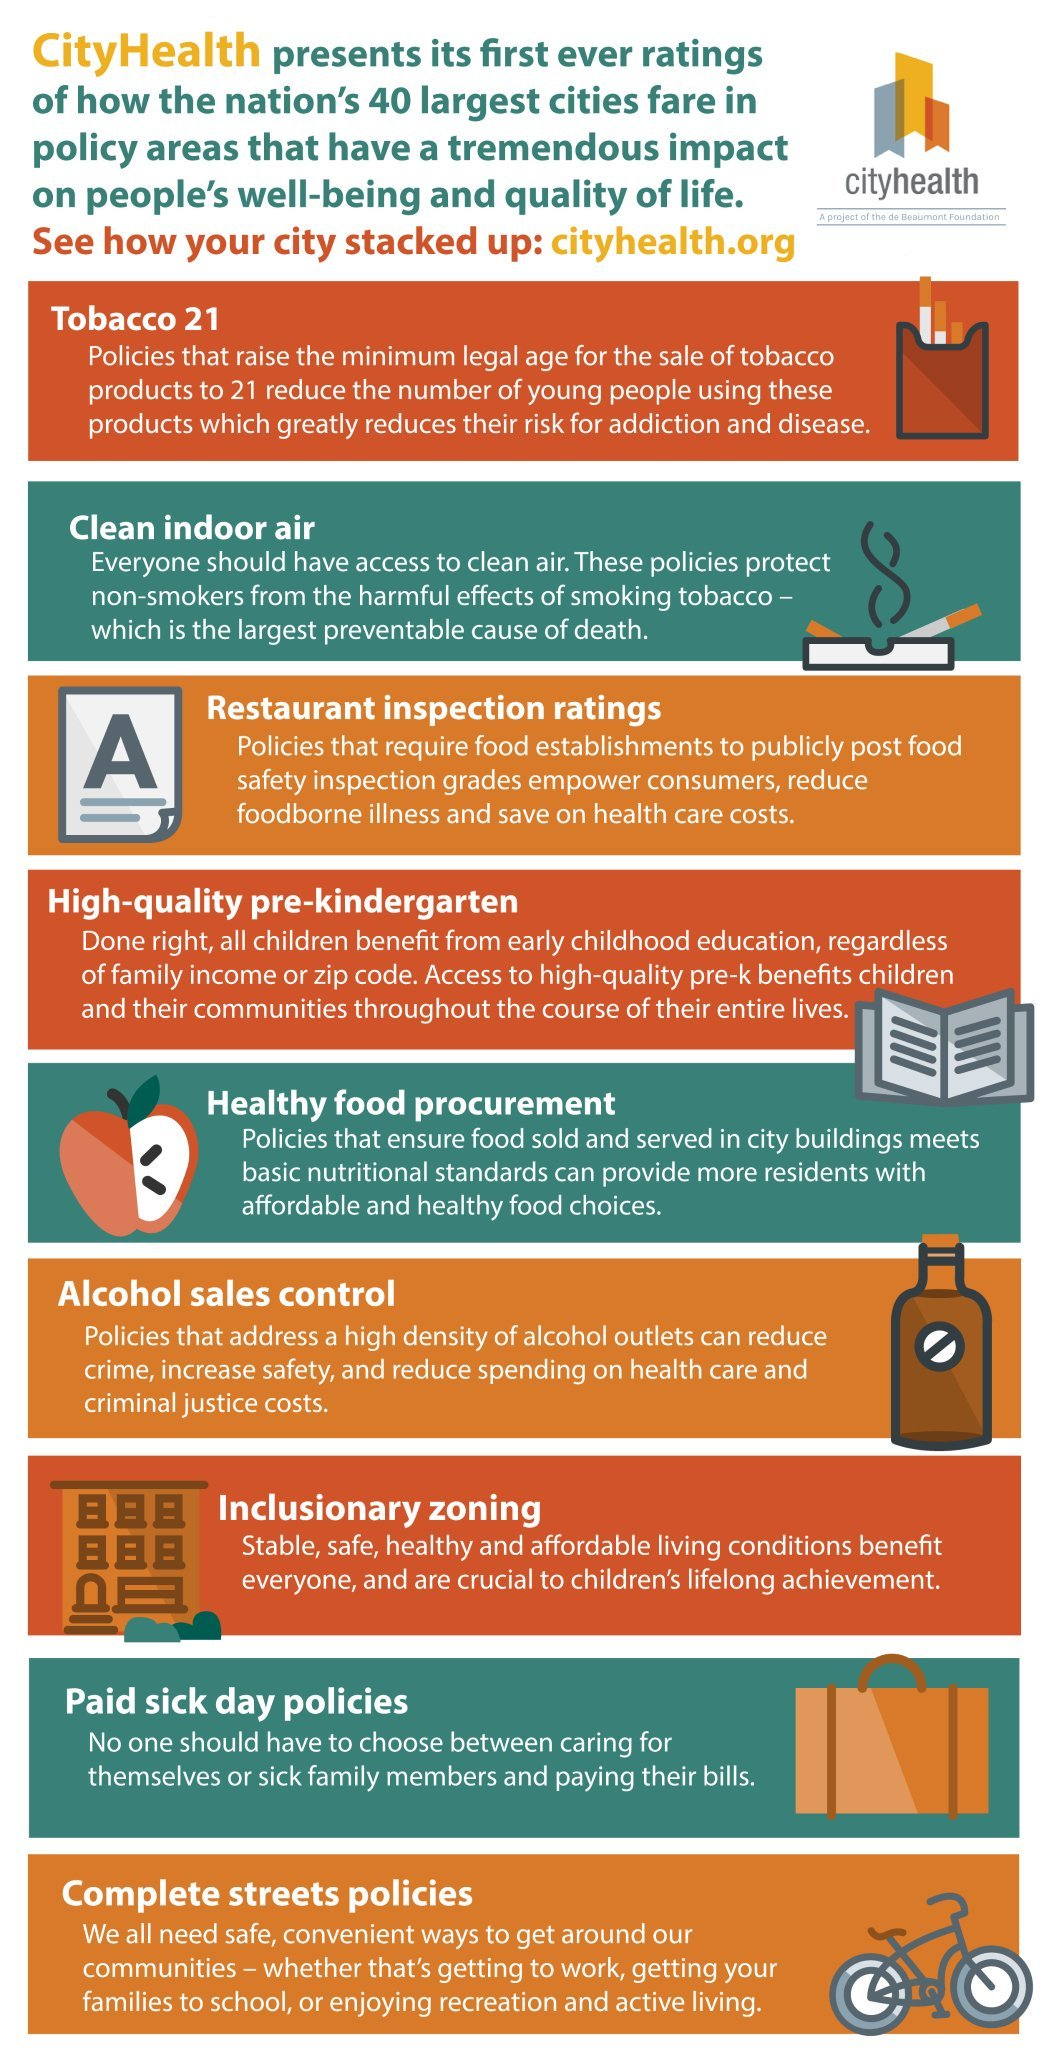 CityHealth presents its first ever ratings
of how the nation's 40 largest cities fare in
policy areas that have a tremendous impact
on people's well-being and quality of life.
See how your city stacked up: cityhealth.org
cityhealth
A project of the de Beaumont Foundation
Tobacco 21
Policies that raise the minimum legal age for the sale of tobacco
products to 21 reduce the number of young people using these
products which greatly reduces their risk for addiction and disease.
Clean indoor air
Everyone should have access to clean air. These policies protect
non-smokers from the harmful effects of smoking tobacco –
which is the largest preventable cause of death.
A
Restaurant inspection ratings
Policies that require food establishments to publicly post food
safety inspection grades empower consumers, reduce
foodborne illness and save on health care costs.
High-quality pre-kindergarten
Done right, all children benefit from early childhood education, regardless
of family income or zip code. Access to high-quality pre-k benefits children
and their communities throughout the course of their entire lives.
Healthy food procurement
Policies that ensure food sold and served in city buildings meets
basic nutritional standards can provide more residents with
affordable and healthy food choices.
Alcohol sales control
Policies that address a high density of alcohol outlets can reduce
crime, increase safety, and reduce spending on health care and
criminal justice costs.
Inclusionary zoning
Stable, safe, healthy and affordable living conditions benefit
everyone, and are crucial to children's lifelong achievement.
Paid sick day policies
No one should have to choose between caring for
themselves or sick family members and paying their bills.
Complete streets policies
We all need safe, convenient ways to get around our
communities – whether that's getting to work, getting your
families to school, or enjoying recreation and active living.